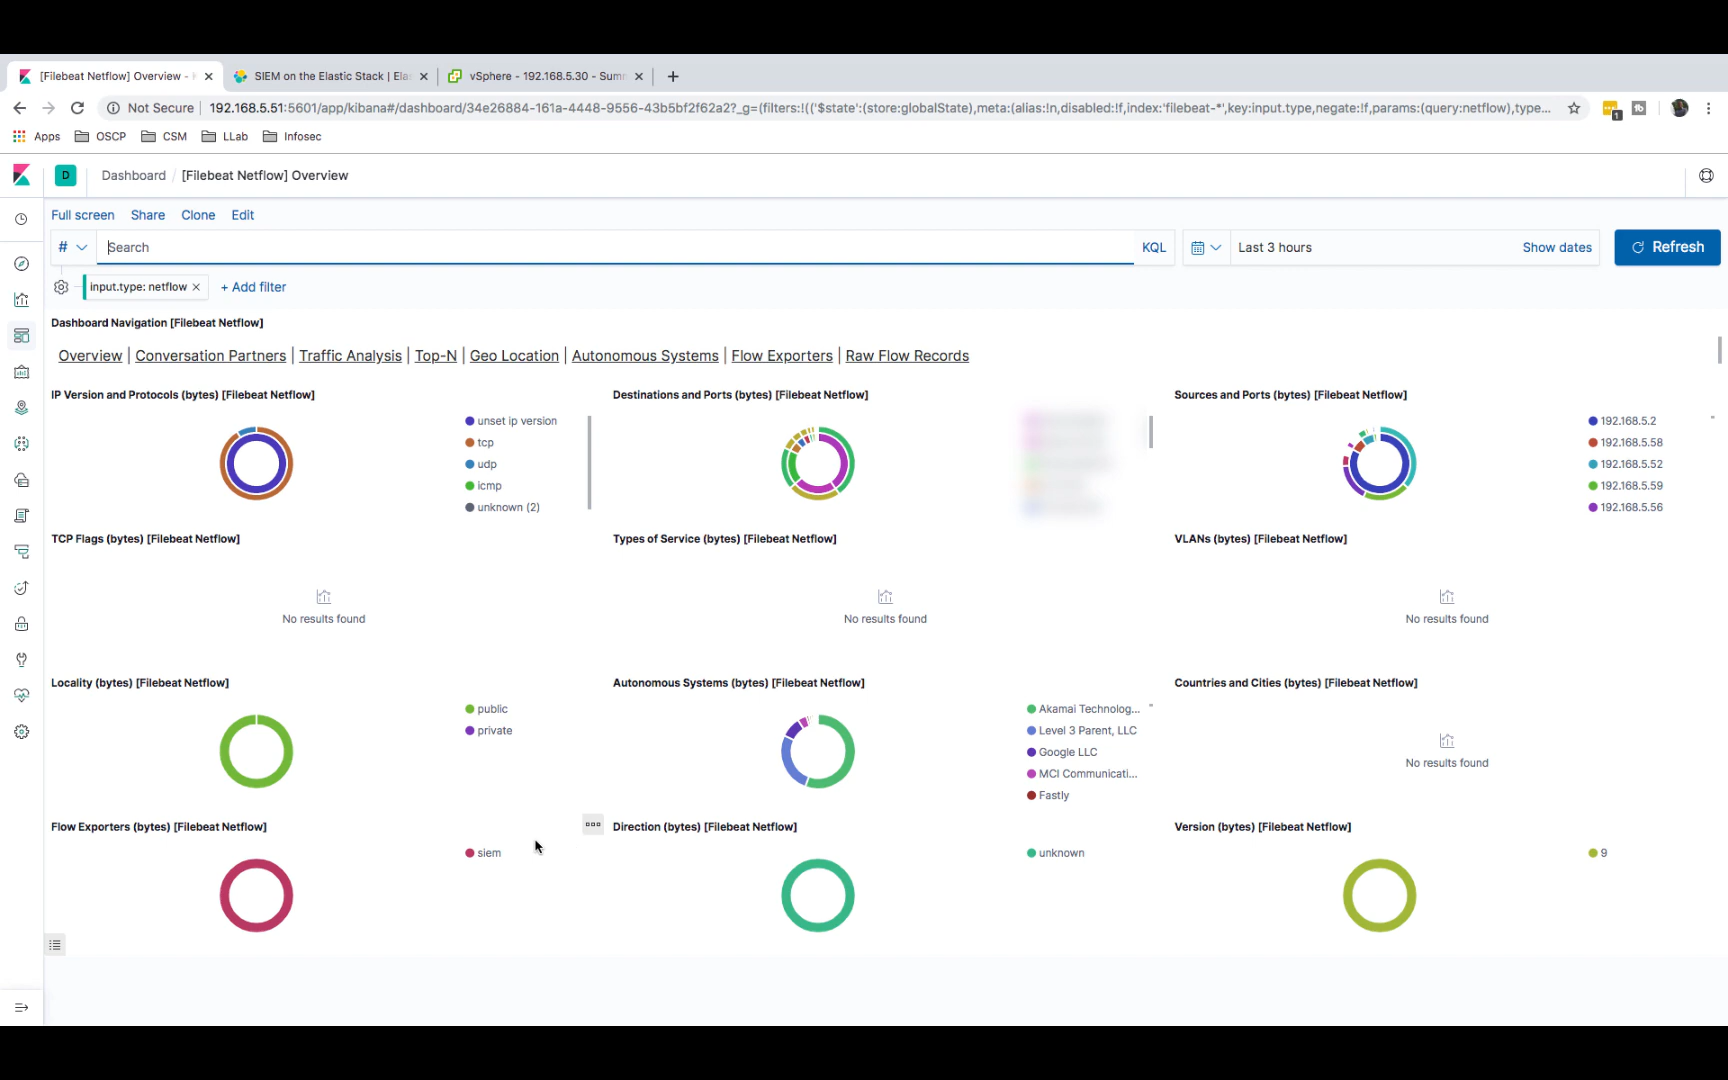 [Filebeat Netflow] Overview -
SIEM on the Elastic Stack | Ela
vSphere - 192.168.5.30 - Sum
Not Secure
192.168.5.51:5601/app/kibana#/dashboard/34e26884-161a-4448-9556-43b5bf2f62a2?_g=(filters:!(('$state':(store:globalState),meta:(alias:!n,disabled:!f,index:'filebeat-*',key:input.type,negate:!f,params:(query:netflow),type...
1
Apps
OSCP
CSM
LLab
Infosec
D
Dashboard / [Filebeat Netflow] Overview
Full screen Share Clone Edit
#
Search
KQL
Last 3 hours
Show dates
Refresh
input.type: netflow
+ Add filter
Dashboard Navigation [Filebeat Netflow]
Overview | Conversation Partners | Traffic Analysis | Top-N | Geo Location | Autonomous Systems | Flow Exporters | Raw Flow Records
IP Version and Protocols (bytes) [Filebeat Netflow]
unset ip version
tcp
udp
icmp
unknown (2)
Destinations and Ports (bytes) [Filebeat Netflow]
Sources and Ports (bytes) [Filebeat Netflow]
192.168.5.2
192.168.5.58
192.168.5.52
192.168.5.59
192.168.5.56
TCP Flags (bytes) [Filebeat Netflow]
No results found
Types of Service (bytes) [Filebeat Netflow]
No results found
VLANs (bytes) [Filebeat Netflow]
No results found
Locality (bytes) [Filebeat Netflow]
public
private
Autonomous Systems (bytes) [Filebeat Netflow]
Akamai Technolog...
Level 3 Parent, LLC
Google LLC
MCI Communicati...
Fastly
Countries and Cities (bytes) [Filebeat Netflow]
No results found
Flow Exporters (bytes) [Filebeat Netflow]
siem
Direction (bytes) [Filebeat Netflow]
unknown
Version (bytes) [Filebeat Netflow]
9